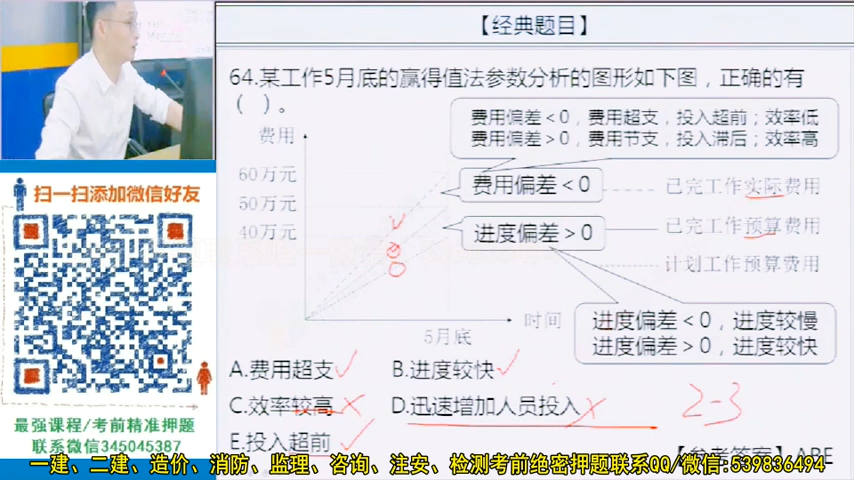 【经典题目】
64.某工作5月底的赢得值法参数分析的图形如下图，正确的有
（ ）。
费用偏差＜0，费用超支，投入超前；效率低
费用偏差＞0，费用节支，投入滞后；效率高
费用
60万元
50万元
40万元
费用偏差＜0
进度偏差＞0
已完工作实际费用
已完工作预算费用
计划工作预算费用
时间
5月底
进度偏差＜0，进度较慢
进度偏差＞0，进度较快
A.费用超支
B.进度较快
C.效率较高
D.迅速增加人员投入
2-3
E.投入超前
【参考答案】ABE
扫一扫添加微信好友
最强课程/考前精准押题
联系微信345045387
一建、二建、造价、消防、监理、咨询、注安、检测考前绝密押题联系QQ/微信:539836494